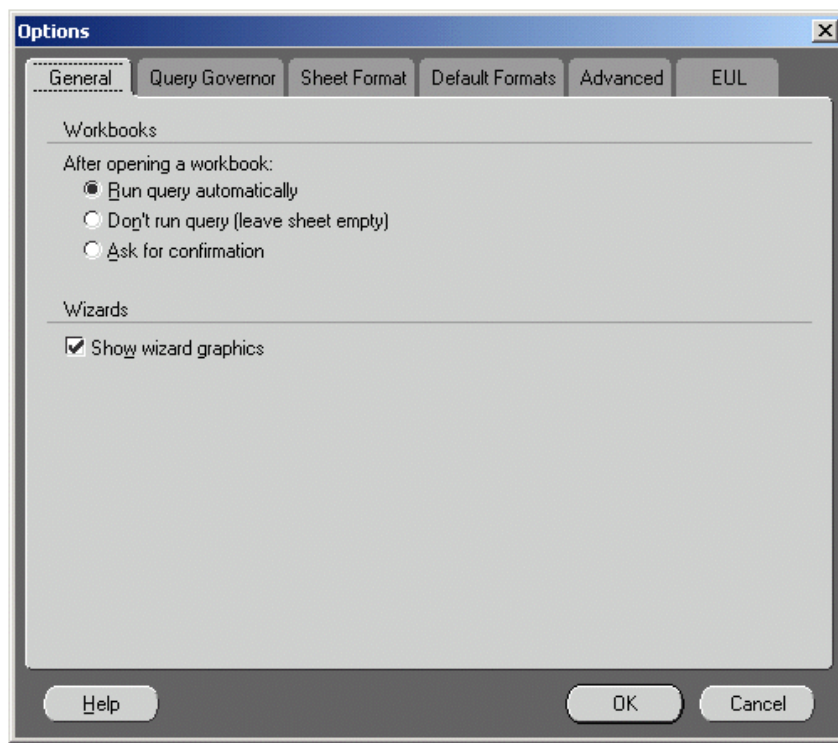 Options
General Query Governor Sheet Format Default Formats Advanced EUL
Workbooks
After opening a workbook:
Run query automatically
Don't run query (leave sheet empty)
Ask for confirmation
Wizards
Show wizard graphics
Help OK Cancel